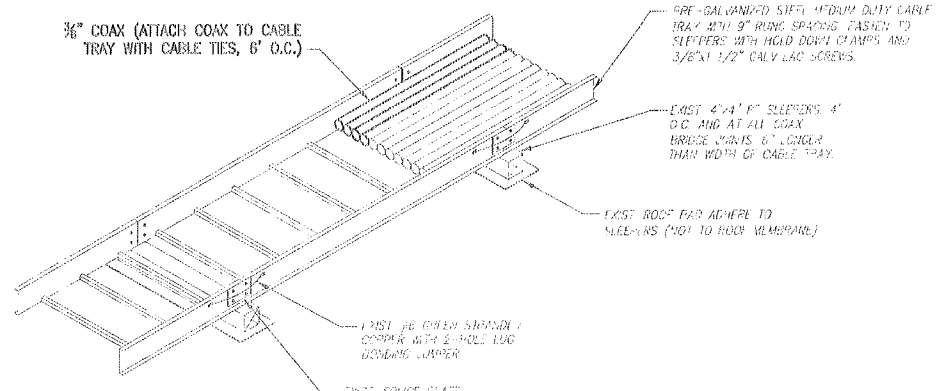 ⅞" COAX (ATTACH COAX TO CABLE
TRAY WITH CABLE TIES, 6' O.C.)
PRE-GALVANIZED STEEL MEDIUM DUTY CABLE
TRAY WITH 9" RUNG SPACING. FASTEN TO
SLEEPERS WITH HOLD DOWN CLAMPS AND
3/8"x1 1/2" GALV LAG SCREWS.
EXIST 4"x4" PT SLEEPERS, 4'
O.C. AND AT ALL COAX
BRIDGE JOINTS. 6" LONGER
THAN WIDTH OF CABLE TRAY.
EXIST ROOF PAD ADHERE TO
SLEEPERS (NOT TO ROOF MEMBRANE)
EXIST #6 GREEN STRANDED
COPPER WITH 2-HOLE LUG
BONDING JUMPER
SPLICE PLATE